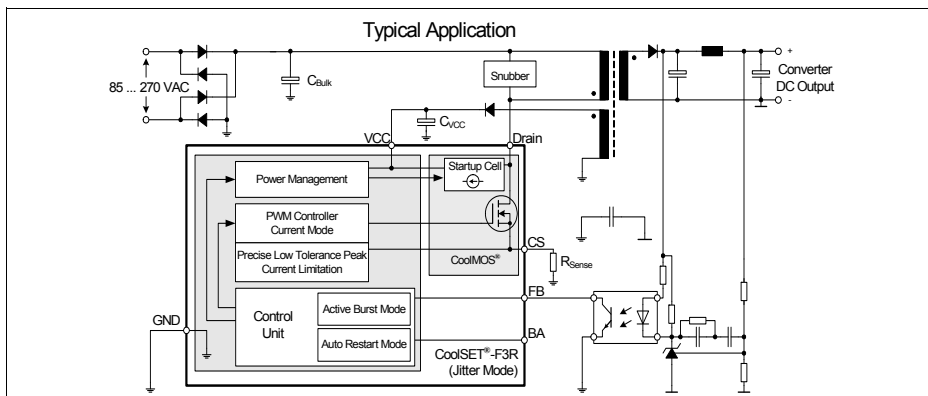 Typical Application
+
Snubber
Converter
DC Output
-
85 ... 270 VAC
CBulk
CVCC
VCC
Drain
Startup Cell
Power Management
PWM Controller
Current Mode
Precise Low Tolerance Peak
Current Limitation
CoolMOS®
CS
RSense
FB
Control
Unit
Active Burst Mode
Auto Restart Mode
GND
BA
CoolSET®-F3R
(Jitter Mode)